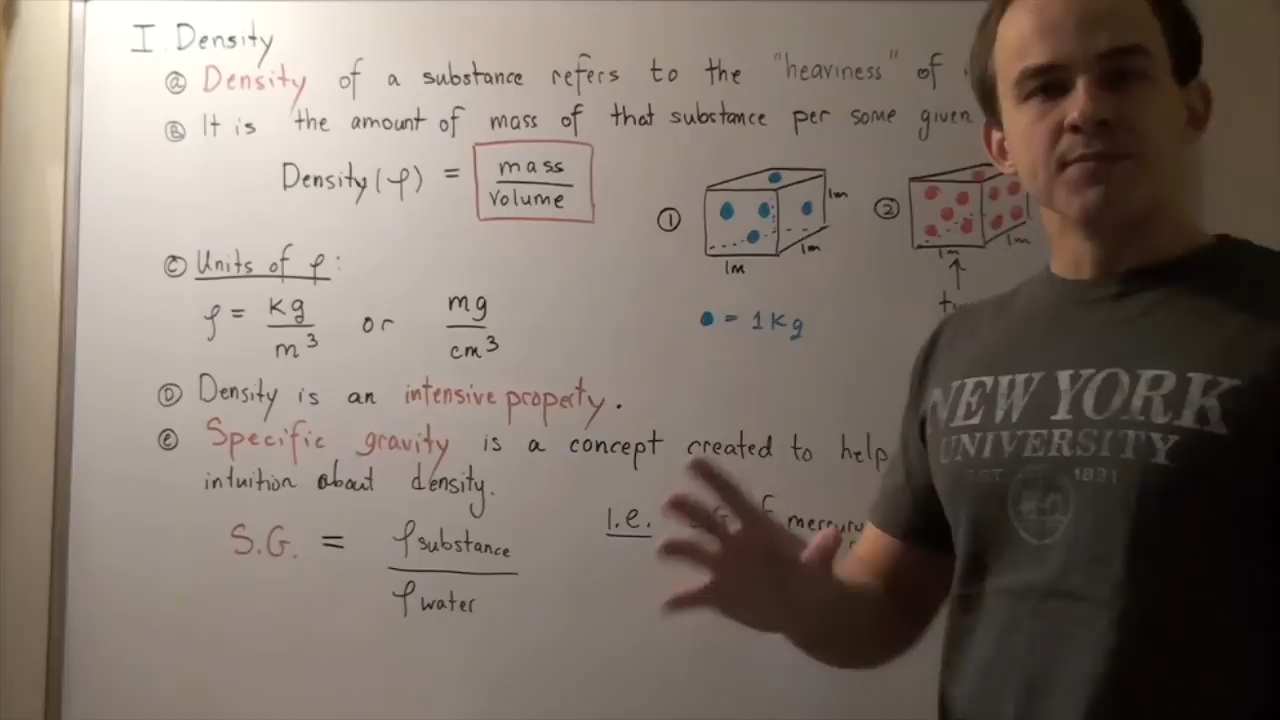 I. Density
Ⓐ Density of a substance refers to the "heaviness" of
Ⓑ It is the amount of mass of that substance per some given
Density (ρ) = mass
volume
① 1m
1m
1m
② 1m
1m
● = 1Kg
Ⓒ Units of ρ:
ρ = kg / m³ or mg / cm³
Ⓓ Density is an intensive property.
Ⓔ Specific gravity is a concept created to help
intuition about density.
S.G. = ρsubstance
ρwater
I.e. mercury
NEW YORK
UNIVERSITY
EST 1831